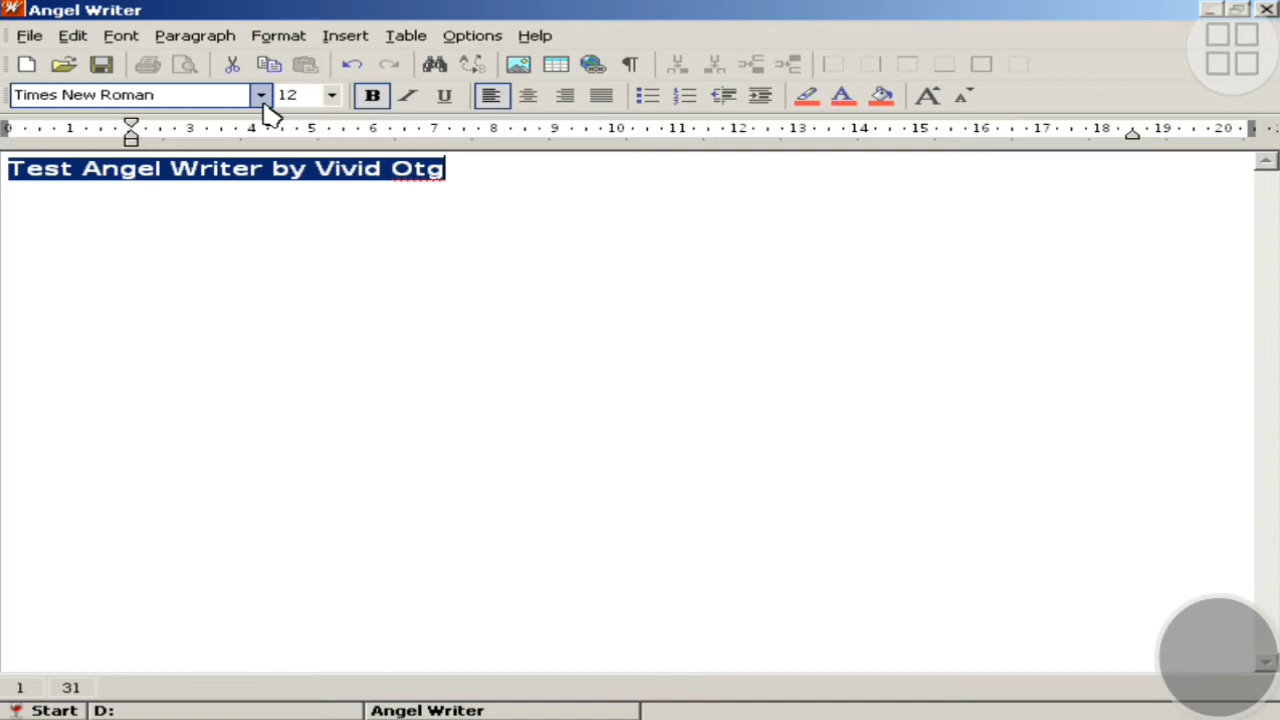 Angel Writer
File Edit Font Paragraph Format Insert Table Options Help
Times New Roman 12 B I U A A A
0 1 3 4 5 6 7 8 9 10 11 12 13 14 15 16 17 18 19 20
Test Angel Writer by Vivid Otg
1 31
Start D: Angel Writer